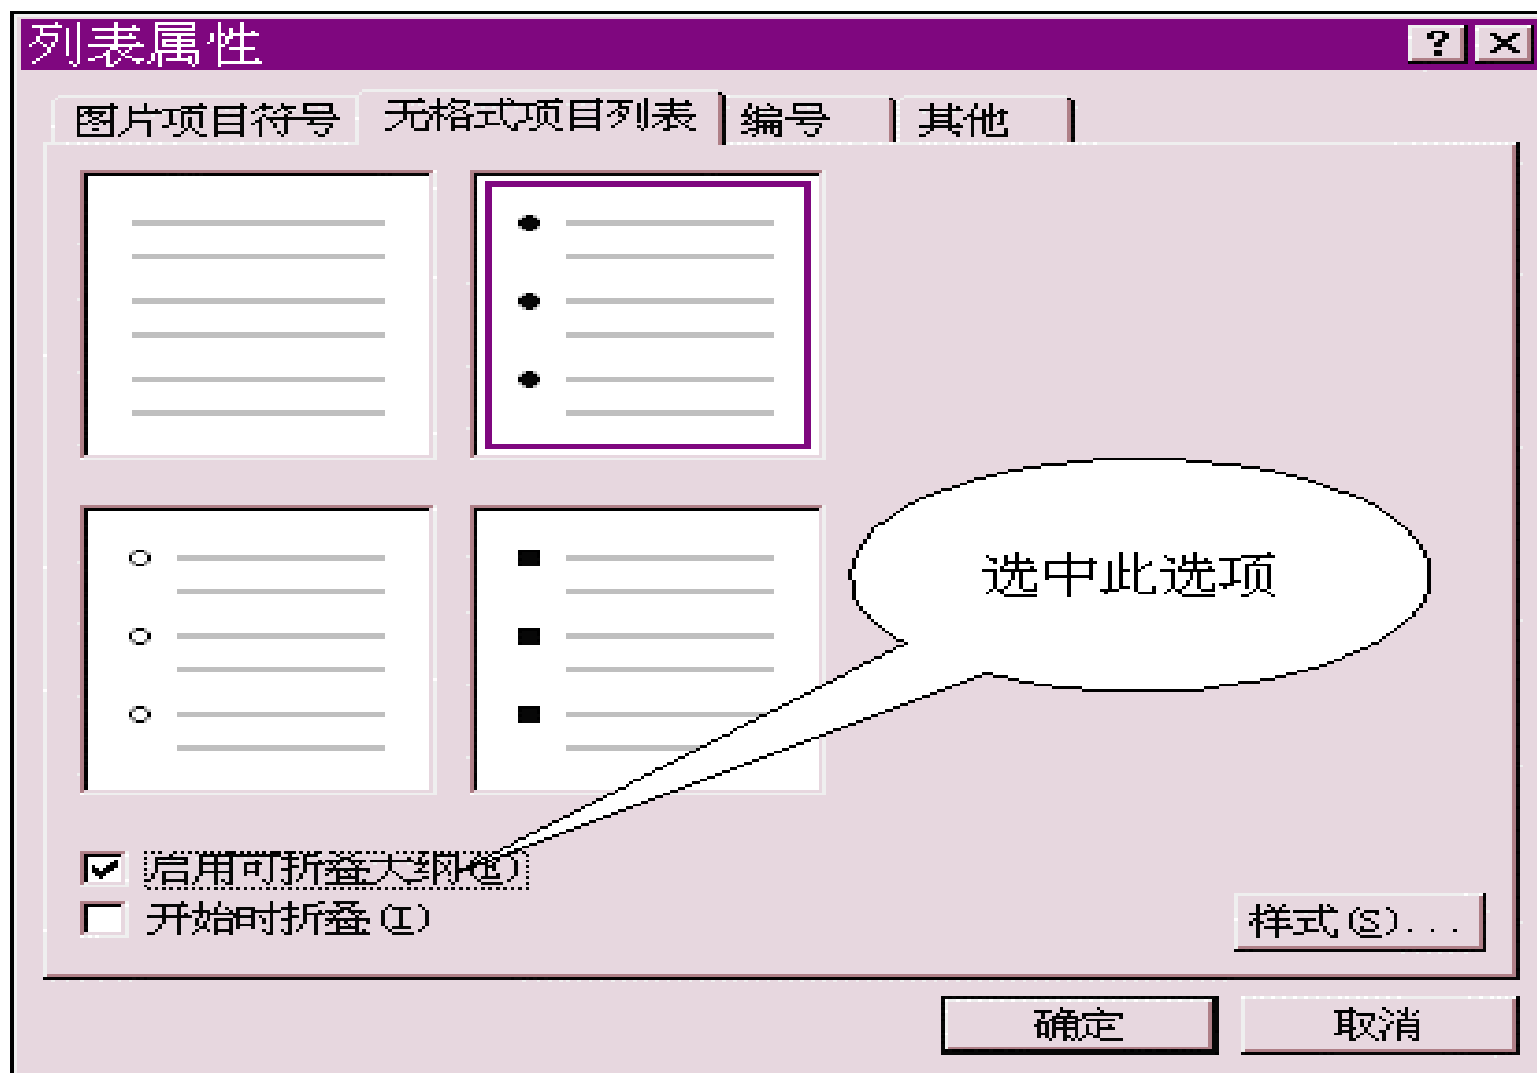 列表属性
图片项目符号 无格式项目列表 编号 其他
选中此选项
启用可折叠大纲(E)
开始时折叠(I)
样式(S)...
确定 取消